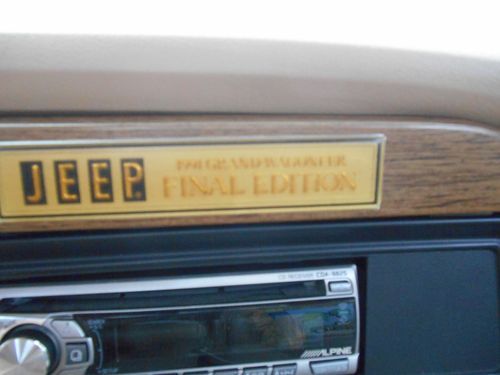 JEEP
1991 GRAND WAGONEER
FINAL EDITION
CD RECEIVER CDA-9825
ALPINE